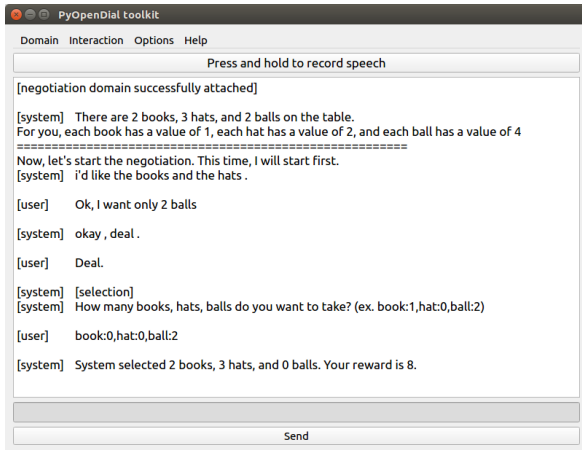 PyOpenDial toolkit
Domain Interaction Options Help
Press and hold to record speech
[negotiation domain successfully attached]
[system] There are 2 books, 3 hats, and 2 balls on the table.
For you, each book has a value of 1, each hat has a value of 2, and each ball has a value of 4
========================================================
Now, let's start the negotiation. This time, I will start first.
[system] i'd like the books and the hats .
[user] Ok, I want only 2 balls
[system] okay , deal .
[user] Deal.
[system] [selection]
[system] How many books, hats, balls do you want to take? (ex. book:1,hat:0,ball:2)
[user] book:0,hat:0,ball:2
[system] System selected 2 books, 3 hats, and 0 balls. Your reward is 8.
Send